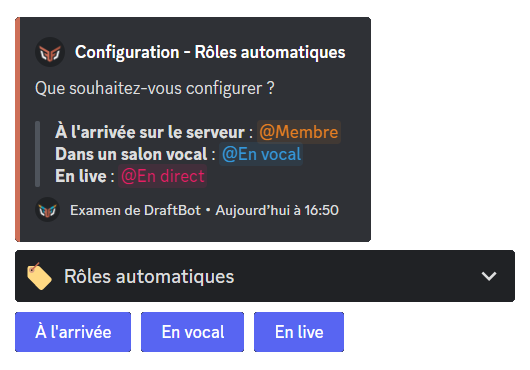 Configuration - Rôles automatiques
Que souhaitez-vous configurer ?
À l'arrivée sur le serveur : @Membre
Dans un salon vocal : @En vocal
En live : @En direct
Examen de DraftBot • Aujourd'hui à 16:50
Rôles automatiques
À l'arrivée
En vocal
En live